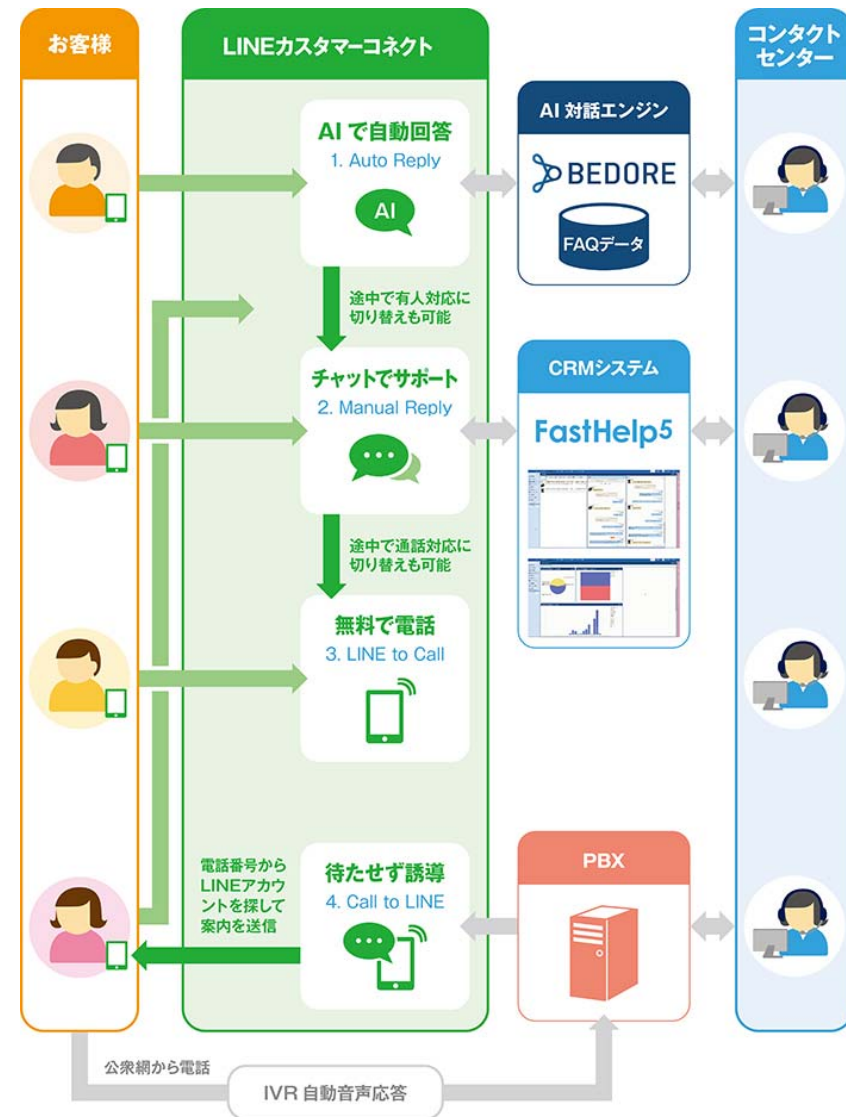 お客様
LINEカスタマーコネクト
コンタクト
センター
AI で自動回答
1. Auto Reply
AI
AI 対話エンジン
BEDORE
FAQデータ
途中で有人対応に
切り替えも可能
チャットでサポート
2. Manual Reply
CRMシステム
FastHelp5
途中で通話対応に
切り替えも可能
無料で電話
3. LINE to Call
電話番号から
LINEアカウ
ントを探して
案内を送信
待たせず誘導
4. Call to LINE
PBX
公衆網から電話
IVR 自動音声応答